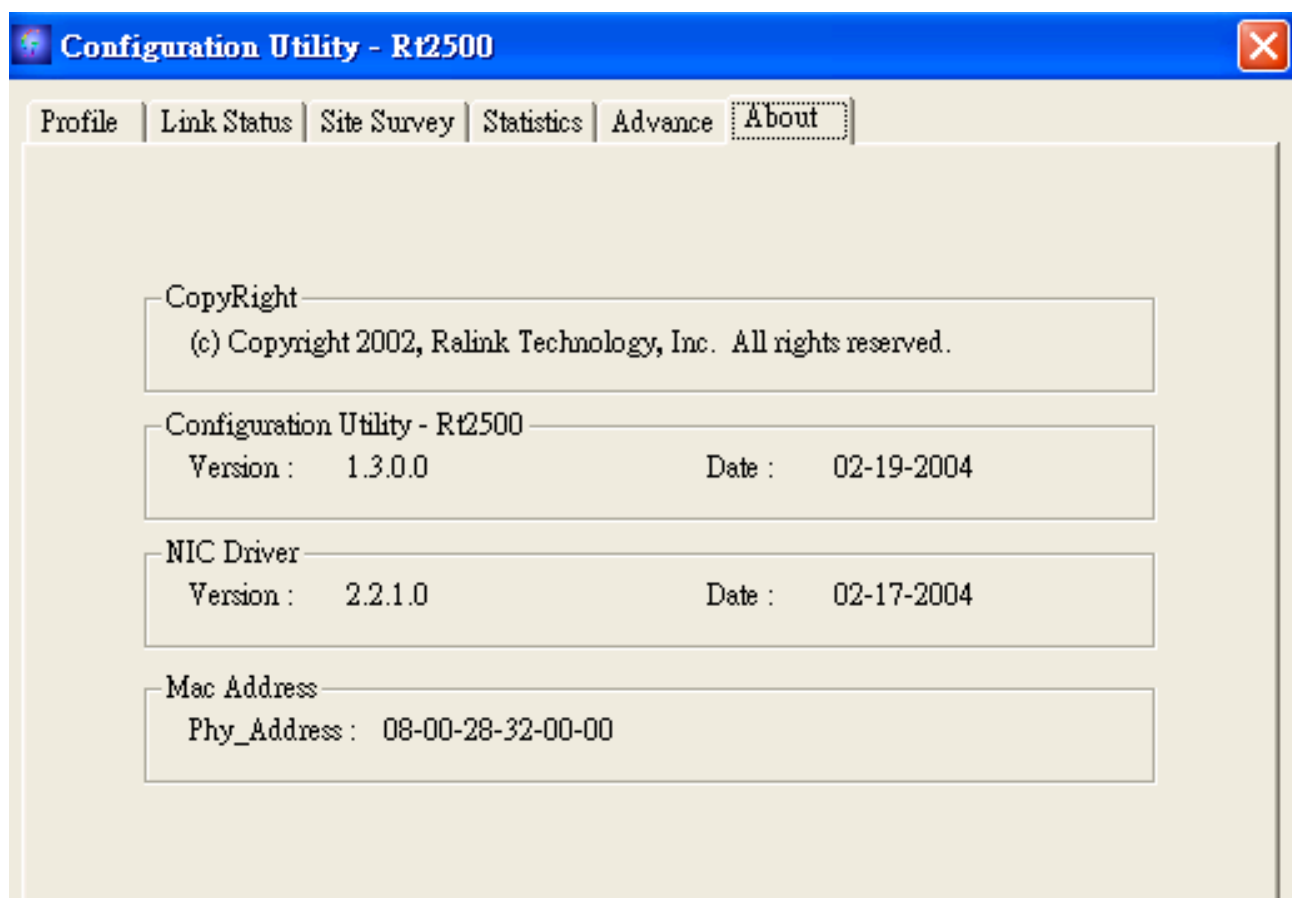 Configuration Utility - Rt2500
Profile Link Status Site Survey Statistics Advance About
CopyRight
(c) Copyright 2002, Ralink Technology, Inc. All rights reserved.
Configuration Utility - Rt2500
Version : 1.3.0.0 Date : 02-19-2004
NIC Driver
Version : 2.2.1.0 Date : 02-17-2004
Mac Address
Phy_Address : 08-00-28-32-00-00